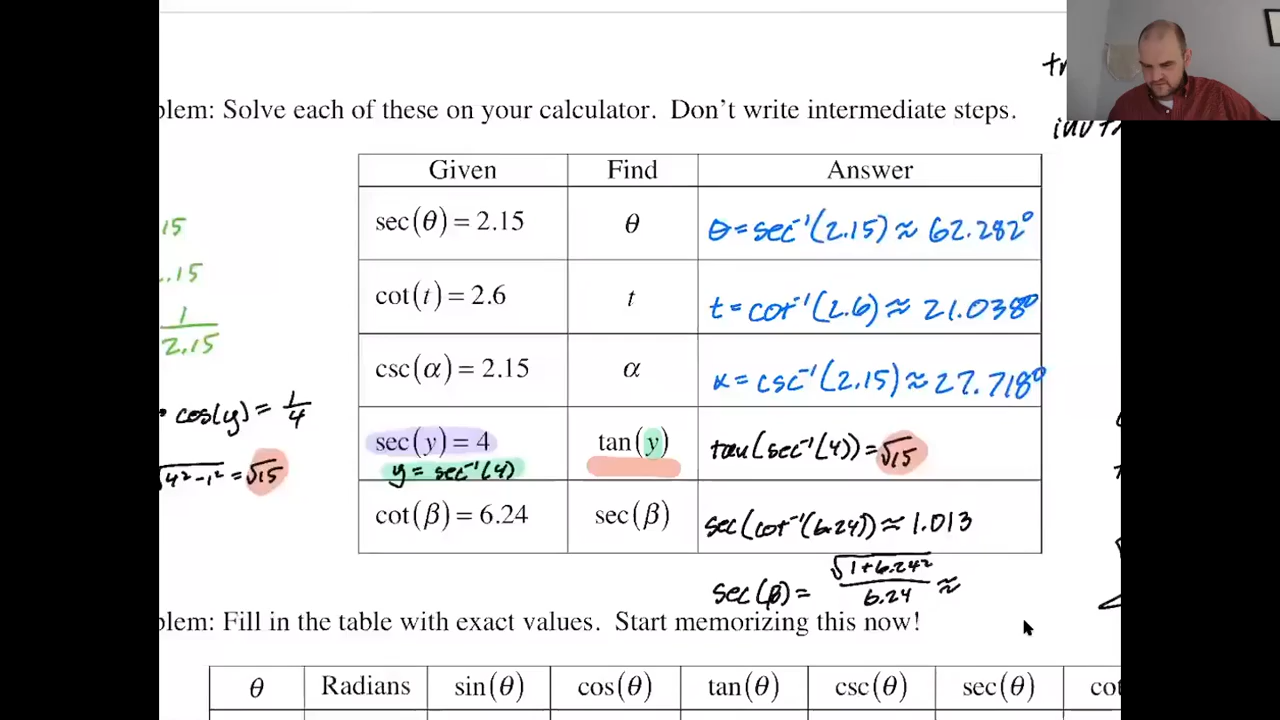 tr
blem: Solve each of these on your calculator. Don't write intermediate steps.
inv t
Given Find Answer
sec(θ) = 2.15 θ θ = sec⁻¹(2.15) ≈ 62.282°
15
cot(t) = 2.6 t t = cot⁻¹(2.6) ≈ 21.038°
2.15
1
2.15
csc(α) = 2.15 α α = csc⁻¹(2.15) ≈ 27.718°
cos(y) = 1/4
sec(y) = 4 tan(y) tan(sec⁻¹(4)) = √15
y = sec⁻¹(4)
√4²-1² = √15
cot(β) = 6.24 sec(β) sec(cot⁻¹(6.24)) ≈ 1.013
sec(β) = √1+6.24² / 6.24 ≈
blem: Fill in the table with exact values. Start memorizing this now!
θ Radians sin(θ) cos(θ) tan(θ) csc(θ) sec(θ) cot